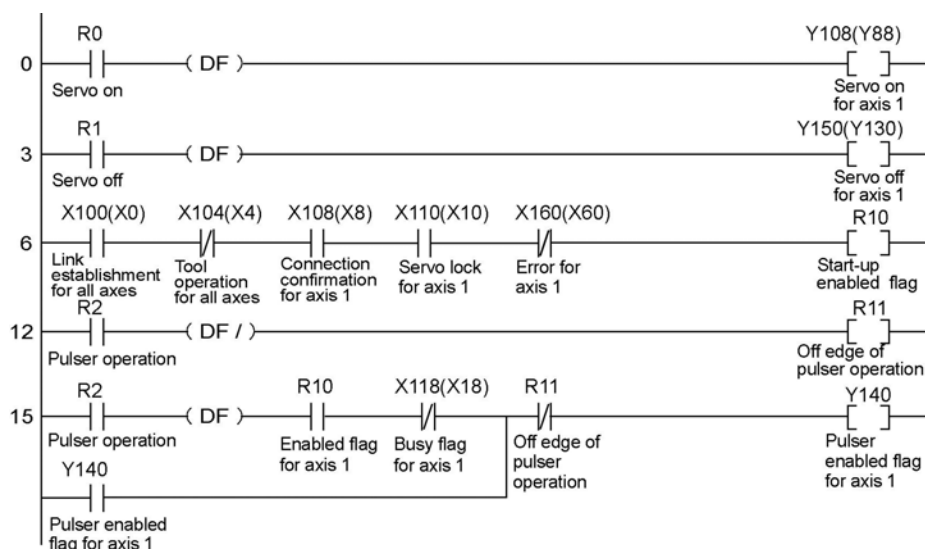 R0
Y108(Y88)
0
( DF )
Servo on
Servo on
for axis 1
R1
Y150(Y130)
3
( DF )
Servo off
Servo off
for axis 1
X100(X0)
X104(X4)
X108(X8)
X110(X10)
X160(X60)
R10
6
Link
establishment
for all axes
Tool
operation
for all axes
Connection
confirmation
for axis 1
Servo lock
for axis 1
Error for
axis 1
Start-up
enabled flag
R2
R11
12
( DF / )
Pulser operation
Off edge of
pulser operation
R2
R10
X118(X18)
R11
Y140
15
( DF )
Pulser operation
Enabled flag
for axis 1
Busy flag
for axis 1
Off edge of
pulser
operation
Pulser
enabled flag
for axis 1
Y140
Pulser enabled
flag for axis 1